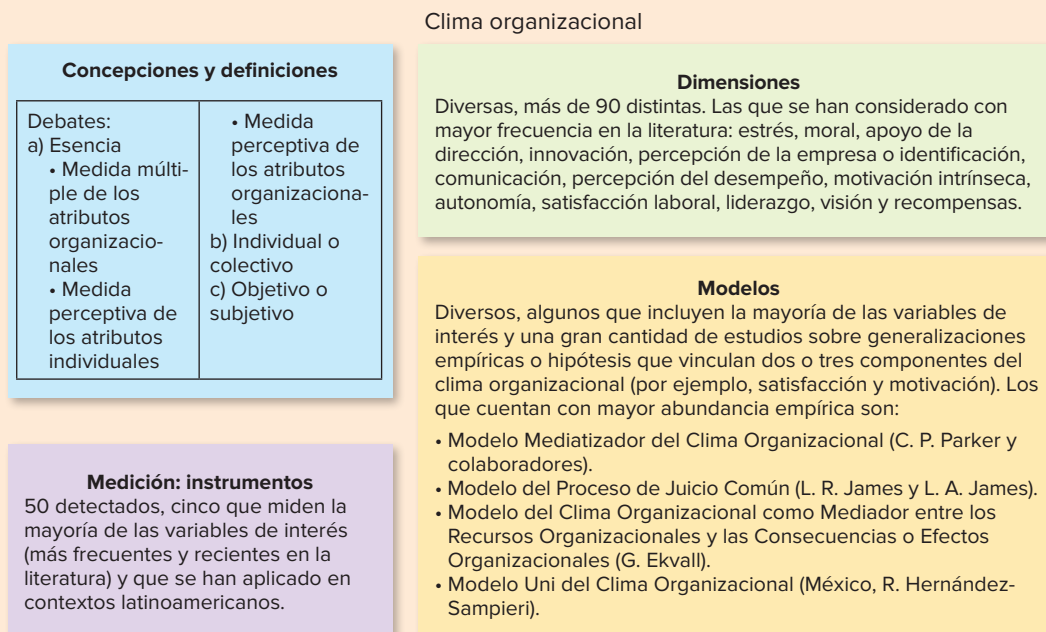 Clima organizacional
Concepciones y definiciones
Debates:
a) Esencia
• Medida múlti-
ple de los
atributos
organizacio-
nales
• Medida
perceptiva de
los atributos
individuales
• Medida
perceptiva de
los atributos
organizaciona-
les
b) Individual o
colectivo
c) Objetivo o
subjetivo
Dimensiones
Diversas, más de 90 distintas. Las que se han considerado con
mayor frecuencia en la literatura: estrés, moral, apoyo de la
dirección, innovación, percepción de la empresa o identificación,
comunicación, percepción del desempeño, motivación intrínseca,
autonomía, satisfacción laboral, liderazgo, visión y recompensas.
Medición: instrumentos
50 detectados, cinco que miden la
mayoría de las variables de interés
(más frecuentes y recientes en la
literatura) y que se han aplicado en
contextos latinoamericanos.
Modelos
Diversos, algunos que incluyen la mayoría de las variables de
interés y una gran cantidad de estudios sobre generalizaciones
empíricas o hipótesis que vinculan dos o tres componentes del
clima organizacional (por ejemplo, satisfacción y motivación). Los
que cuentan con mayor abundancia empírica son:
• Modelo Mediatizador del Clima Organizacional (C. P. Parker y
colaboradores).
• Modelo del Proceso de Juicio Común (L. R. James y L. A. James).
• Modelo del Clima Organizacional como Mediador entre los
Recursos Organizacionales y las Consecuencias o Efectos
Organizacionales (G. Ekvall).
• Modelo Uni del Clima Organizacional (México, R. Hernández-
Sampieri).